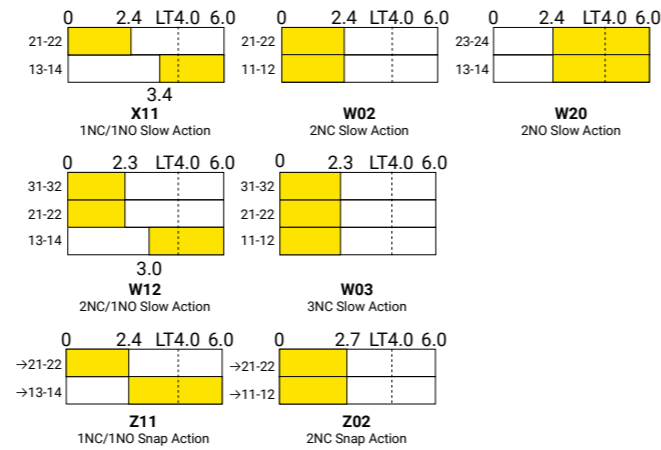 0 2.4 LT4.0 6.0
21-22
13-14
3.4
X11
1NC/1NO Slow Action
0 2.4 LT4.0 6.0
21-22
11-12
W02
2NC Slow Action
0 2.4 LT4.0 6.0
23-24
13-14
W20
2NO Slow Action
0 2.3 LT4.0 6.0
31-32
21-22
13-14
3.0
W12
2NC/1NO Slow Action
0 2.3 LT4.0 6.0
31-32
21-22
11-12
W03
3NC Slow Action
0 2.4 LT4.0 6.0
→21-22
→13-14
Z11
1NC/1NO Snap Action
0 2.7 LT4.0 6.0
→21-22
→11-12
Z02
2NC Snap Action